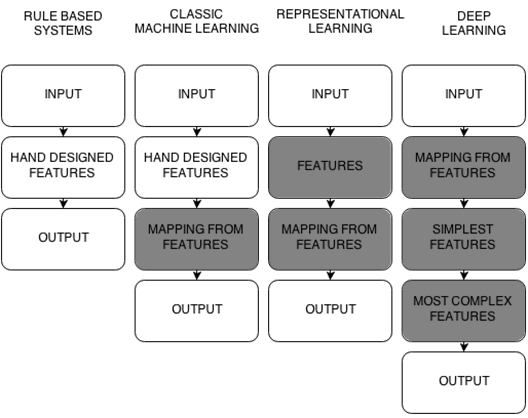 RULE BASED
SYSTEMS
INPUT
HAND DESIGNED
FEATURES
OUTPUT
CLASSIC
MACHINE LEARNING
INPUT
HAND DESIGNED
FEATURES
MAPPING FROM
FEATURES
OUTPUT
REPRESENTATIONAL
LEARNING
INPUT
FEATURES
MAPPING FROM
FEATURES
OUTPUT
DEEP
LEARNING
INPUT
MAPPING FROM
FEATURES
SIMPLEST
FEATURES
MOST COMPLEX
FEATURES
OUTPUT